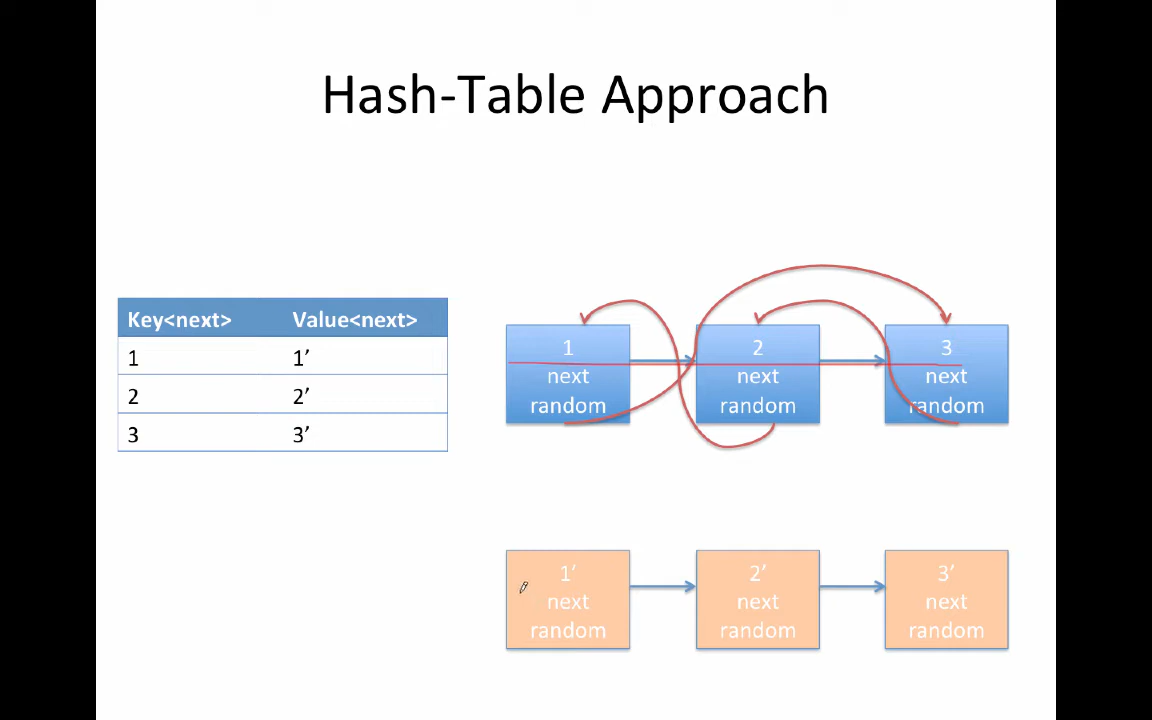 Hash-Table Approach
Key<next> Value<next>
1 1′
2 2′
3 3′
1
next
random
2
next
random
3
next
random
1′
next
random
2′
next
random
3′
next
random